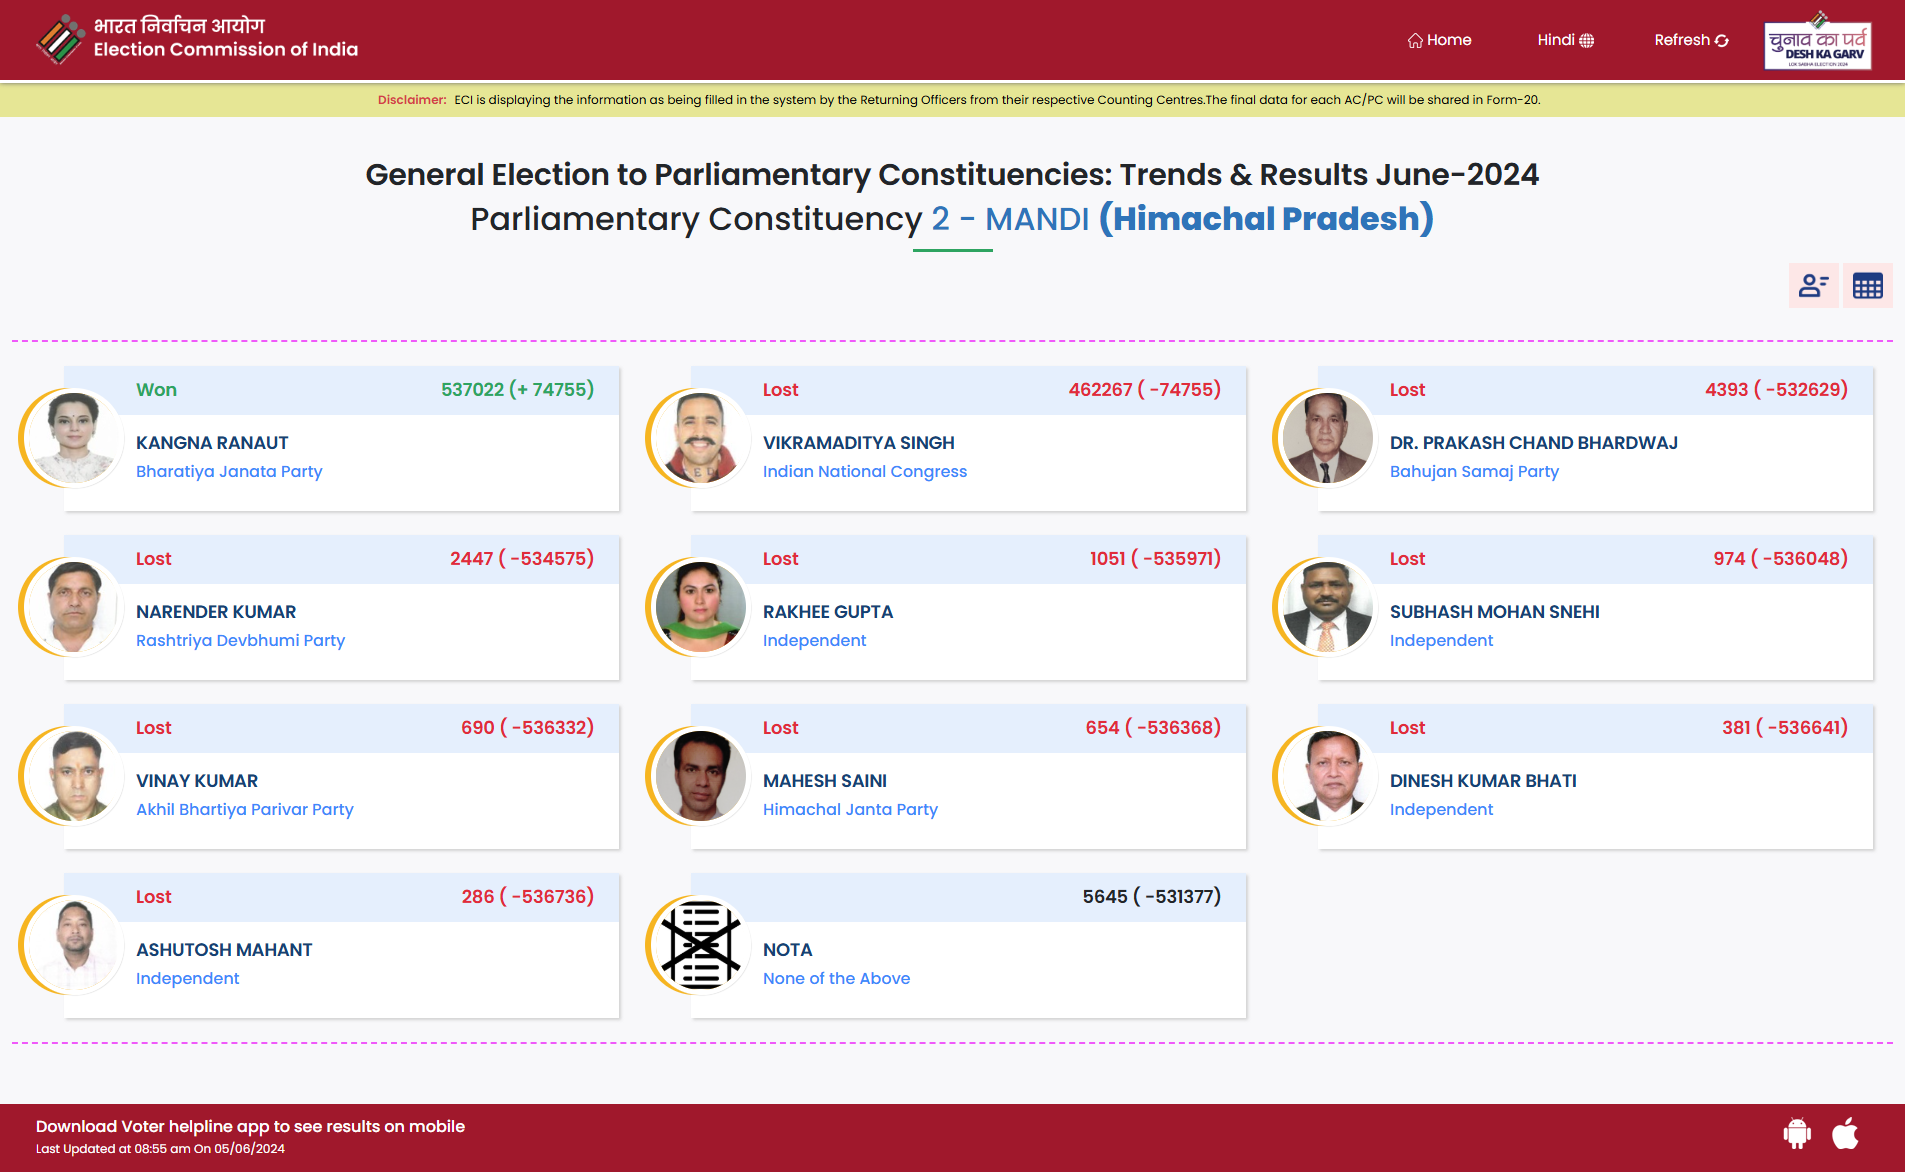 भारत निर्वाचन आयोग
Election Commission of India
Home
Hindi
Refresh
चुनाव का पर्व
DESH KA GARV
LOK SABHA ELECTION 2024
Disclaimer: ECI is displaying the information as being filled in the system by the Returning Officers from their respective Counting Centres.The final data for each AC/PC will be shared in Form-20.
General Election to Parliamentary Constituencies: Trends & Results June-2024
Parliamentary Constituency 2 - MANDI (Himachal Pradesh)
Won 537022 (+ 74755)
KANGNA RANAUT
Bharatiya Janata Party
Lost 462267 ( -74755)
VIKRAMADITYA SINGH
Indian National Congress
Lost 4393 ( -532629)
DR. PRAKASH CHAND BHARDWAJ
Bahujan Samaj Party
Lost 2447 ( -534575)
NARENDER KUMAR
Rashtriya Devbhumi Party
Lost 1051 ( -535971)
RAKHEE GUPTA
Independent
Lost 974 ( -536048)
SUBHASH MOHAN SNEHI
Independent
Lost 690 ( -536332)
VINAY KUMAR
Akhil Bhartiya Parivar Party
Lost 654 ( -536368)
MAHESH SAINI
Himachal Janta Party
Lost 381 ( -536641)
DINESH KUMAR BHATI
Independent
Lost 286 ( -536736)
ASHUTOSH MAHANT
Independent
5645 ( -531377)
NOTA
None of the Above
Download Voter helpline app to see results on mobile
Last Updated at 08:55 am On 05/06/2024